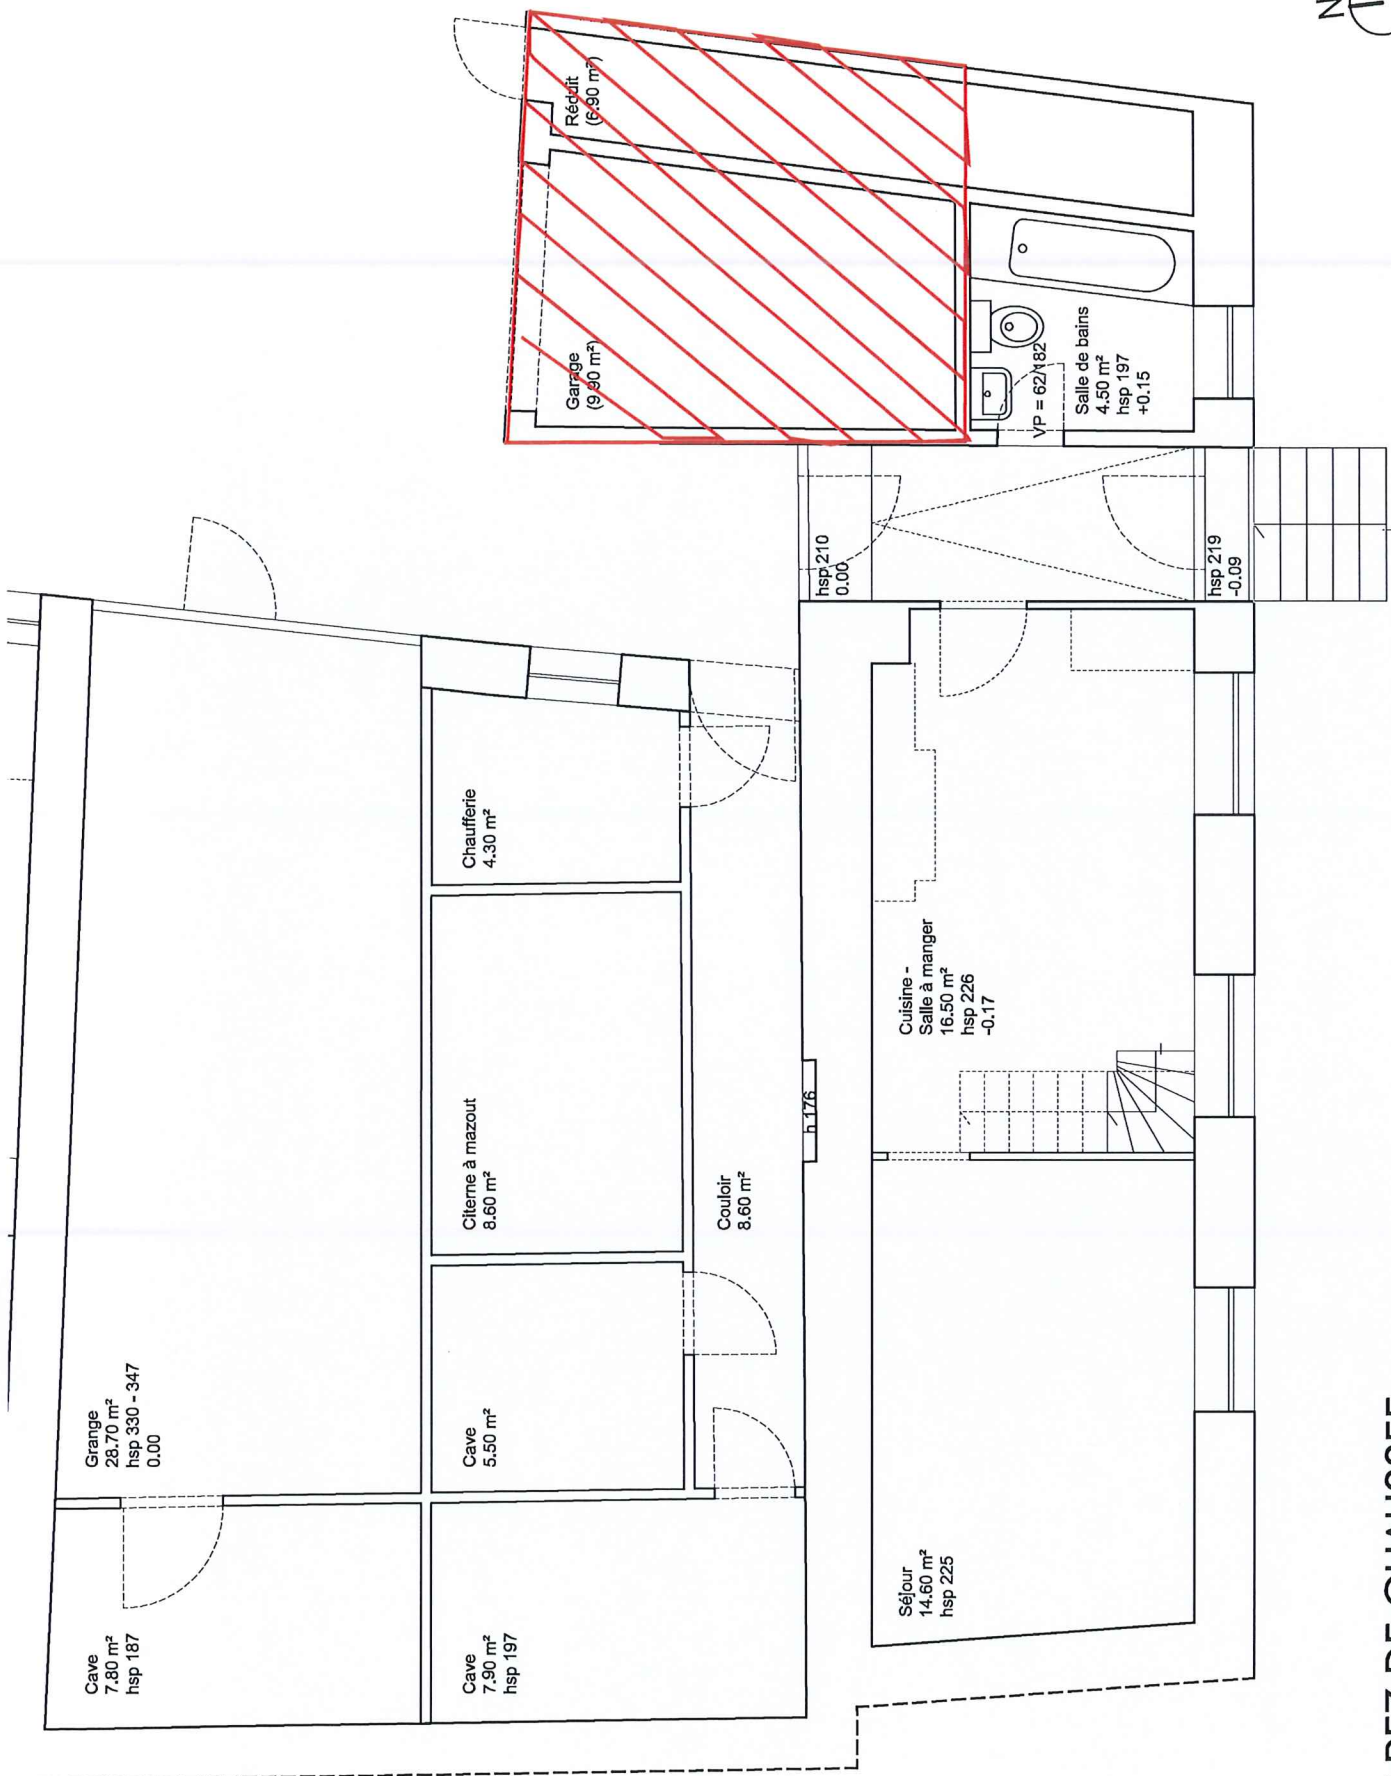 Réduit
(6.90 m²)
Garage
(9.90 m²)
VP = 62/182
Salle de bains
4.50 m²
hsp 197
+0.15
hsp 210
0.00
hsp 219
-0.09
Chaufferie
4.30 m²
Cuisine -
Salle à manger
16.50 m²
hsp 226
-0.17
h 176
Citerne à mazout
8.60 m²
Couloir
8.60 m²
Grange
28.70 m²
hsp 330 - 347
0.00
Cave
5.50 m²
Séjour
14.60 m²
hsp 225
Cave
7.80 m²
hsp 187
Cave
7.90 m²
hsp 197
N
REZ DE CHAUSSEE